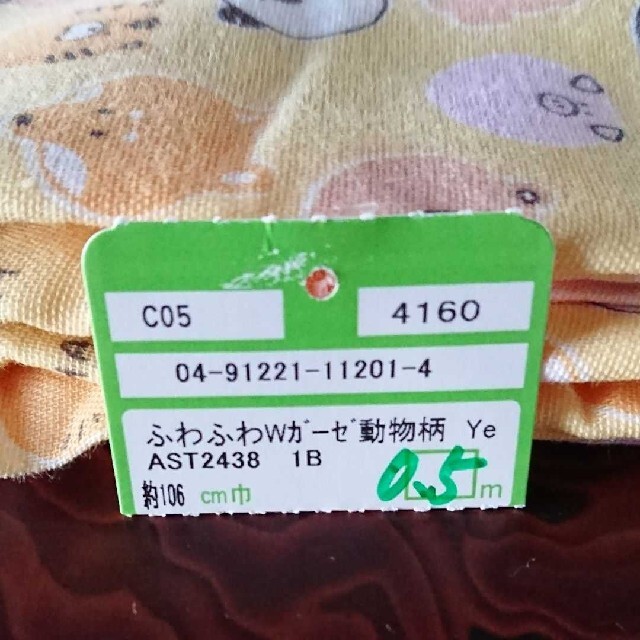 C05 4160
04-91221-11201-4
ふわふわWガーゼ動物柄 Ye
AST2438 1B
約106 cm巾 0.5 m